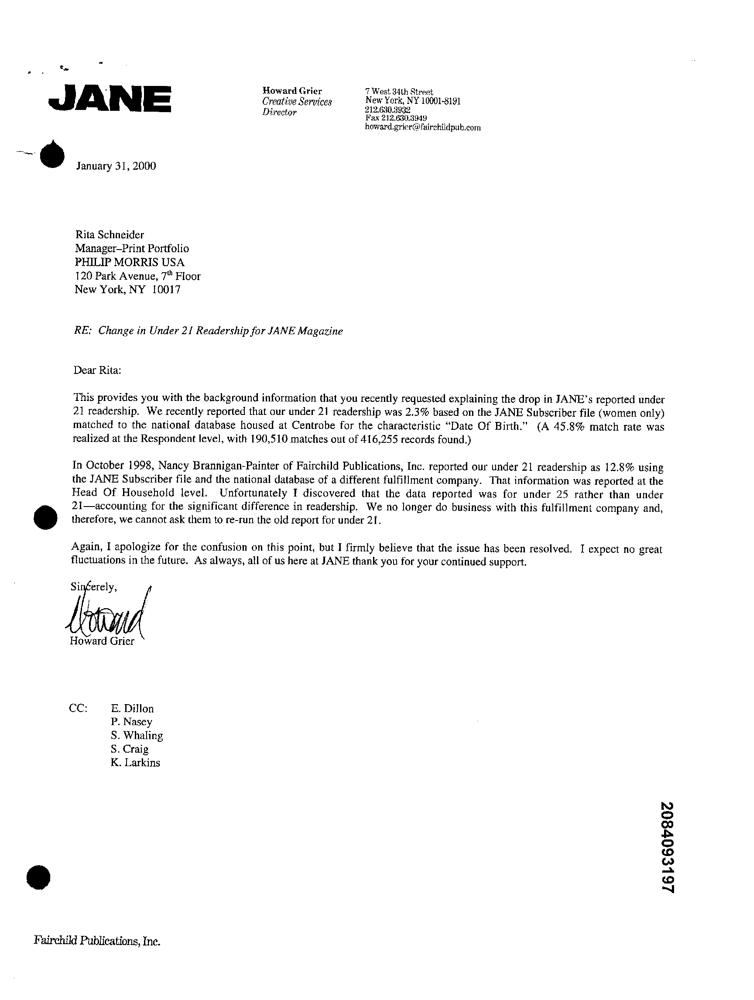 JANE
Howard Grier
Creative Services
Director
7 West 34th Street
New York, NY 10001-8191
212.630.3932
Fax 212.630.3949
howard.grier@fairchildpub.com
January 31, 2000
Rita Schneider
Manager–Print Portfolio
PHILIP MORRIS USA
120 Park Avenue, 7th Floor
New York, NY 10017
RE: Change in Under 21 Readership for JANE Magazine
Dear Rita:
This provides you with the background information that you recently requested explaining the drop in JANE's reported under
21 readership. We recently reported that our under 21 readership was 2.3% based on the JANE Subscriber file (women only)
matched to the national database housed at Centrobe for the characteristic “Date Of Birth.” (A 45.8% match rate was
realized at the Respondent level, with 190,510 matches out of 416,255 records found.)
In October 1998, Nancy Brannigan-Painter of Fairchild Publications, Inc. reported our under 21 readership as 12.8% using
the JANE Subscriber file and the national database of a different fulfillment company. That information was reported at the
Head Of Household level. Unfortunately I discovered that the data reported was for under 25 rather than under
21—accounting for the significant difference in readership. We no longer do business with this fulfillment company and,
therefore, we cannot ask them to re-run the old report for under 21.
Again, I apologize for the confusion on this point, but I firmly believe that the issue has been resolved. I expect no great
fluctuations in the future. As always, all of us here at JANE thank you for your continued support.
Sincerely,
Howard
Howard Grier
CC: E. Dillon
P. Nasey
S. Whaling
S. Craig
K. Larkins
2084093197
Fairchild Publications, Inc.